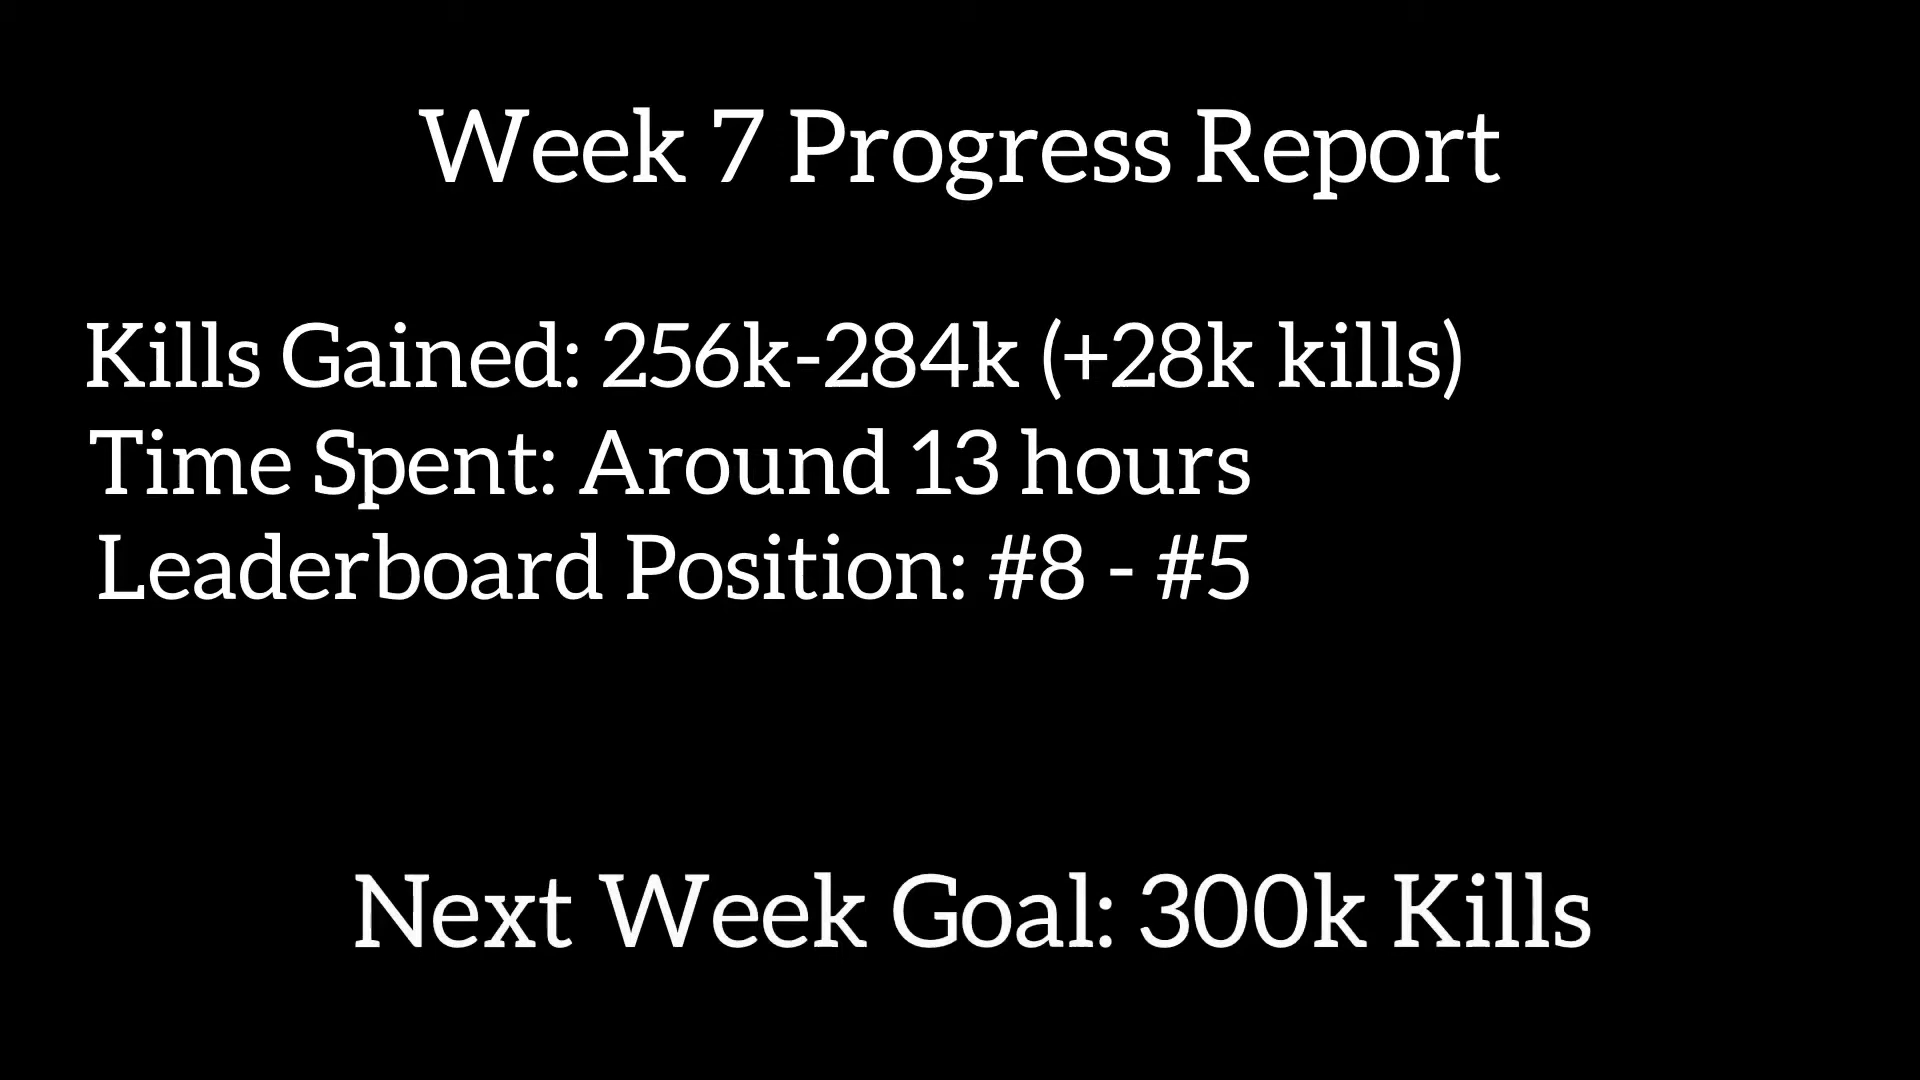 Week 7 Progress Report
Kills Gained: 256k-284k (+28k kills)
Time Spent: Around 13 hours
Leaderboard Position: #8 - #5
Next Week Goal: 300k Kills